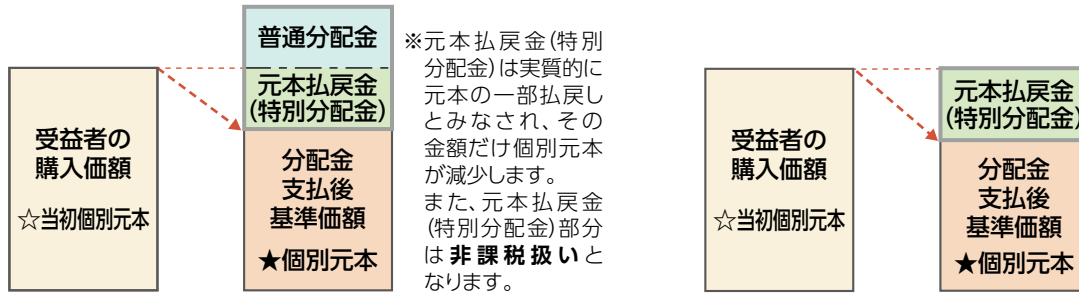 受益者の
購入価額
☆当初個別元本
普通分配金
元本払戻金
(特別分配金)
分配金
支払後
基準価額
★個別元本
※元本払戻金(特別
分配金)は実質的に
元本の一部払戻し
とみなされ、その
金額だけ個別元本
が減少します。
また、元本払戻金
(特別分配金)部分
は非課税扱いと
なります。
受益者の
購入価額
☆当初個別元本
元本払戻金
(特別分配金)
分配金
支払後
基準価額
★個別元本